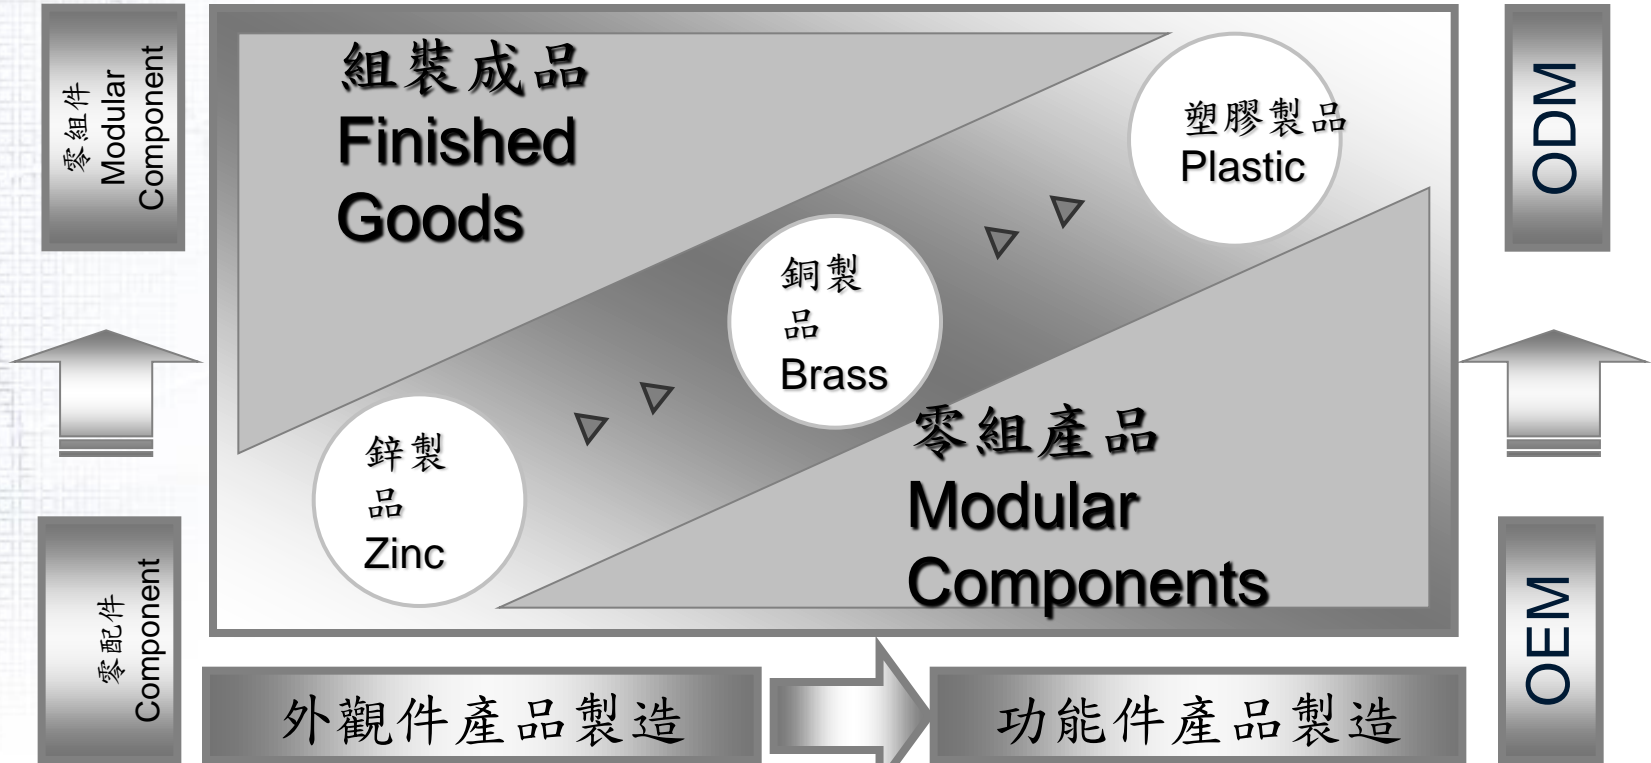 零組件
Modular
Component
組裝成品
Finished
Goods
塑膠製品
Plastic
ODM
銅製
品
Brass
鋅製
品
Zinc
零組產品
Modular
Components
零配件
Component
OEM
外觀件產品製造
功能件產品製造